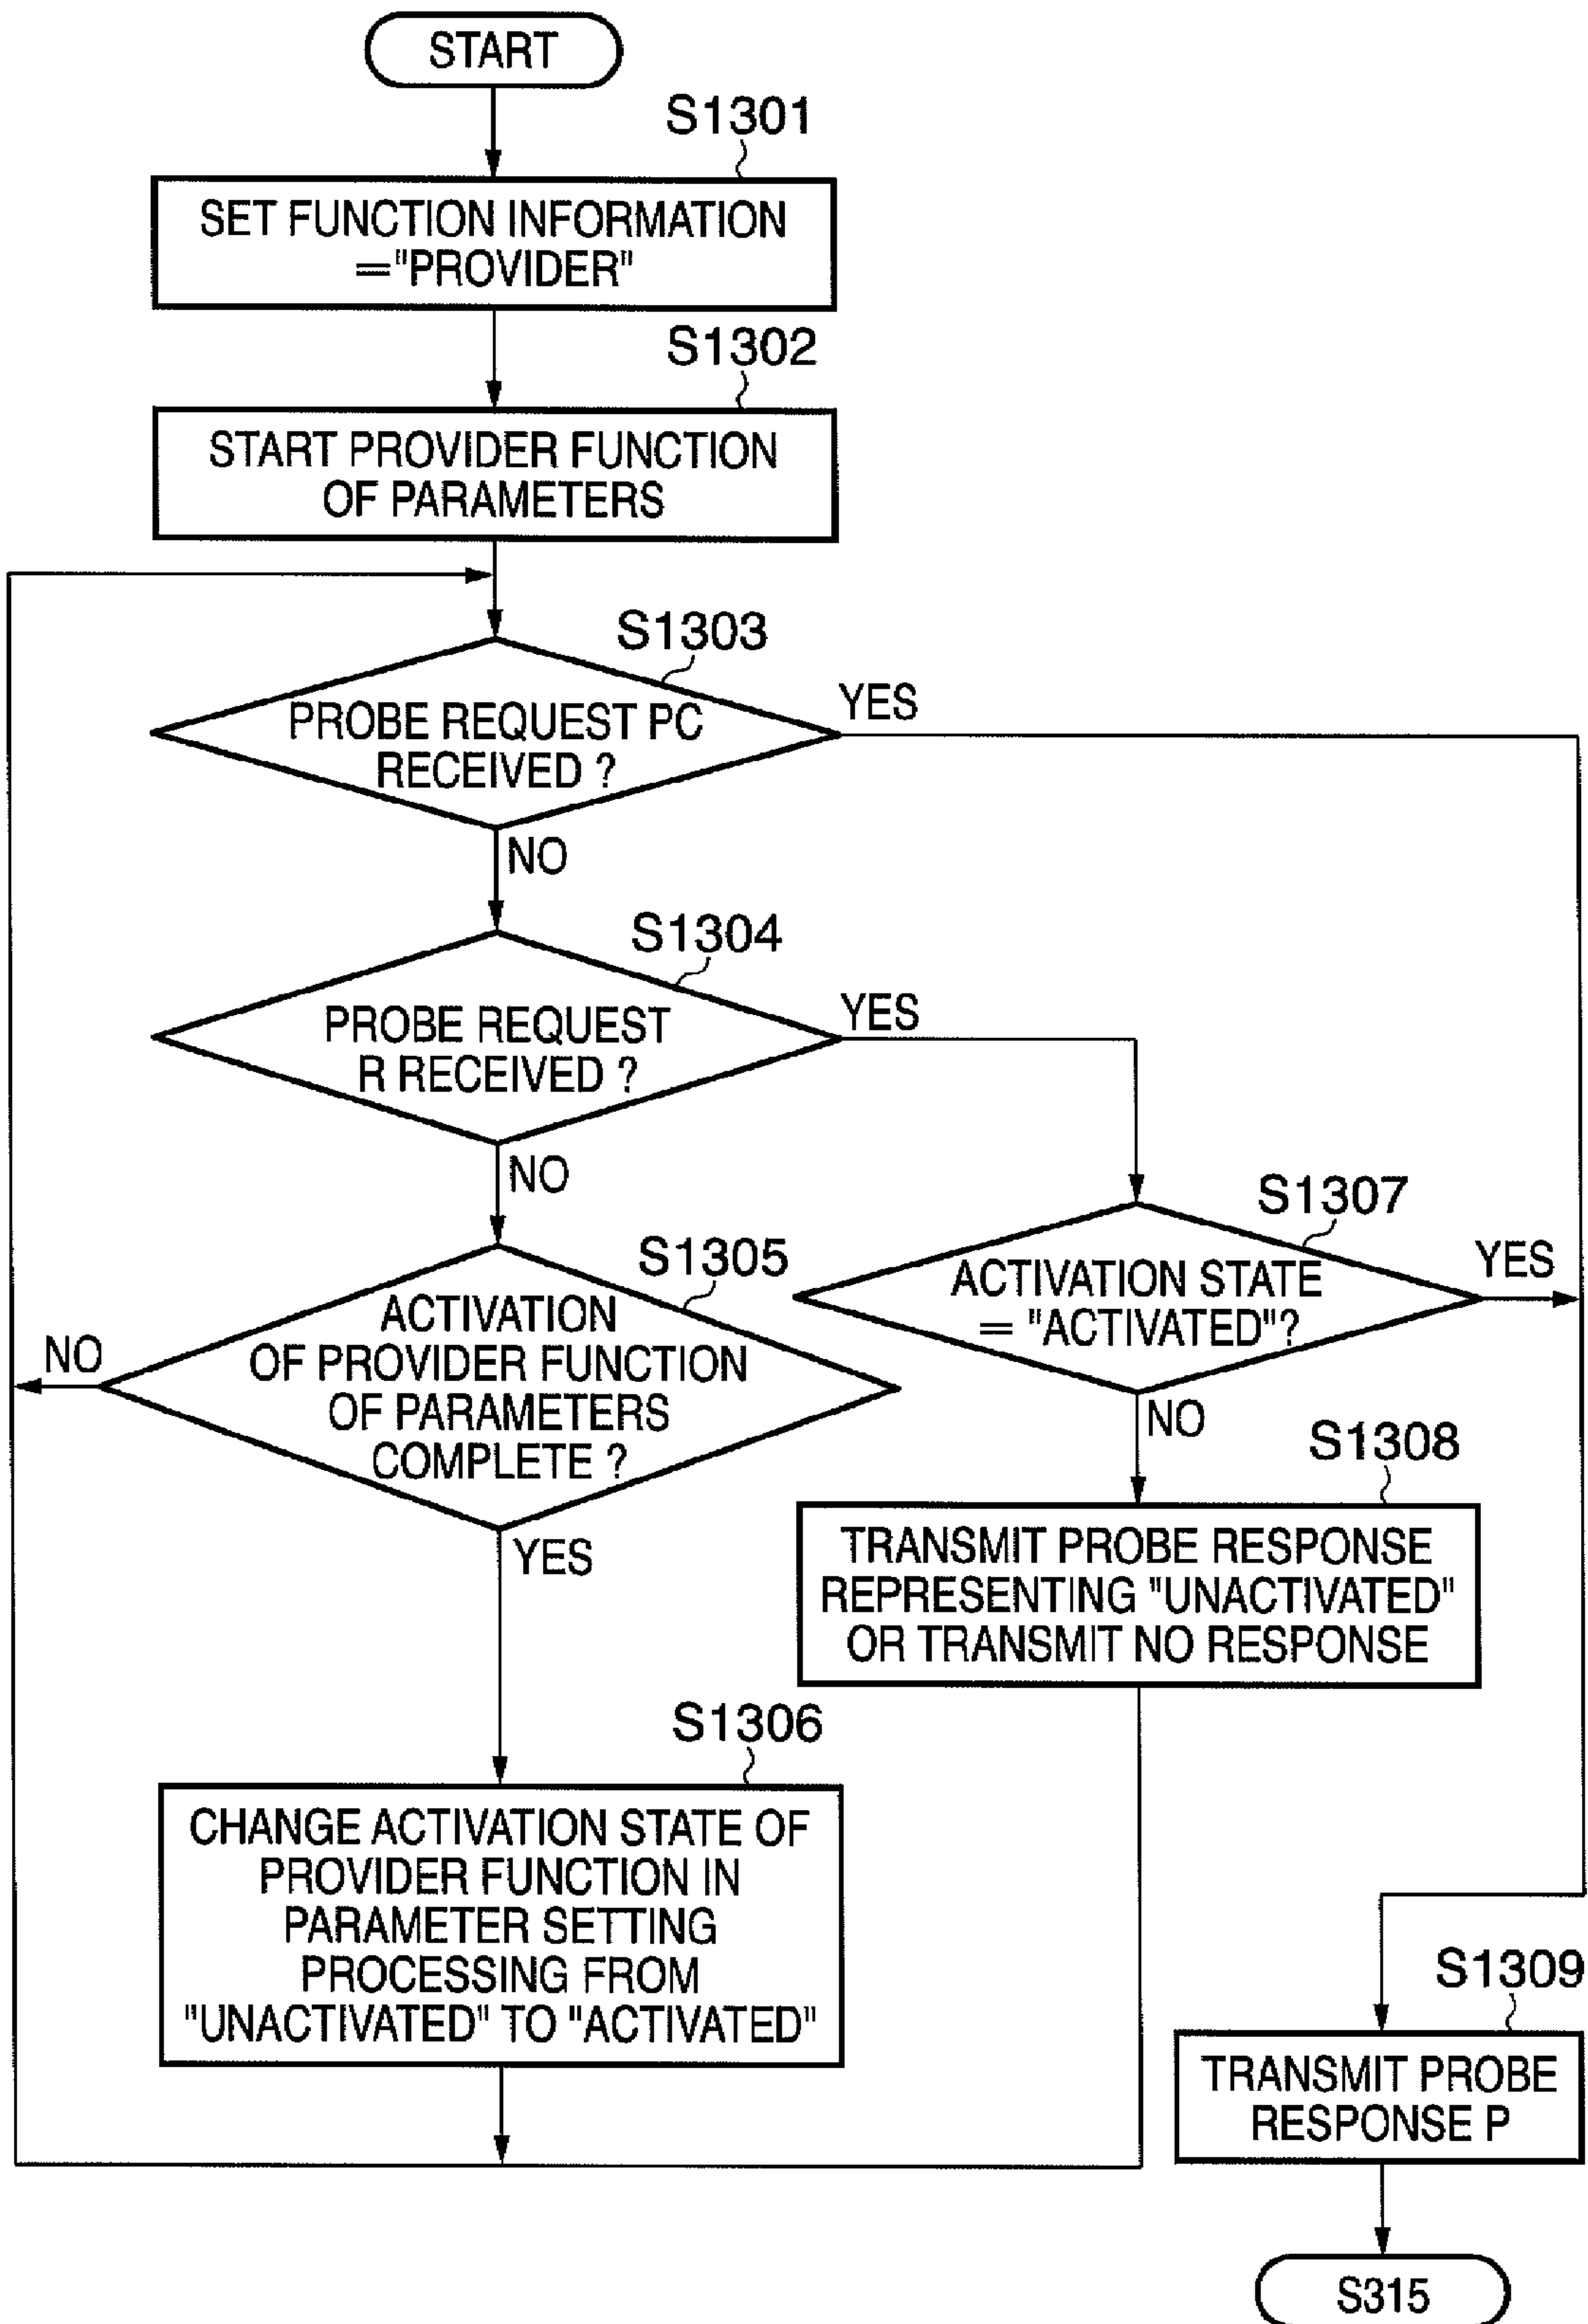 START
S1301
SET FUNCTION INFORMATION
="PROVIDER"
S1302
START PROVIDER FUNCTION
OF PARAMETERS
S1303
PROBE REQUEST PC
RECEIVED ?
YES
NO
S1304
PROBE REQUEST
R RECEIVED ?
YES
NO
S1305
ACTIVATION
OF PROVIDER FUNCTION
OF PARAMETERS
COMPLETE ?
NO
YES
S1307
ACTIVATION STATE
= "ACTIVATED"?
YES
NO
S1308
TRANSMIT PROBE RESPONSE
REPRESENTING "UNACTIVATED"
OR TRANSMIT NO RESPONSE
S1306
CHANGE ACTIVATION STATE OF
PROVIDER FUNCTION IN
PARAMETER SETTING
PROCESSING FROM
"UNACTIVATED" TO "ACTIVATED"
S1309
TRANSMIT PROBE
RESPONSE P
S315